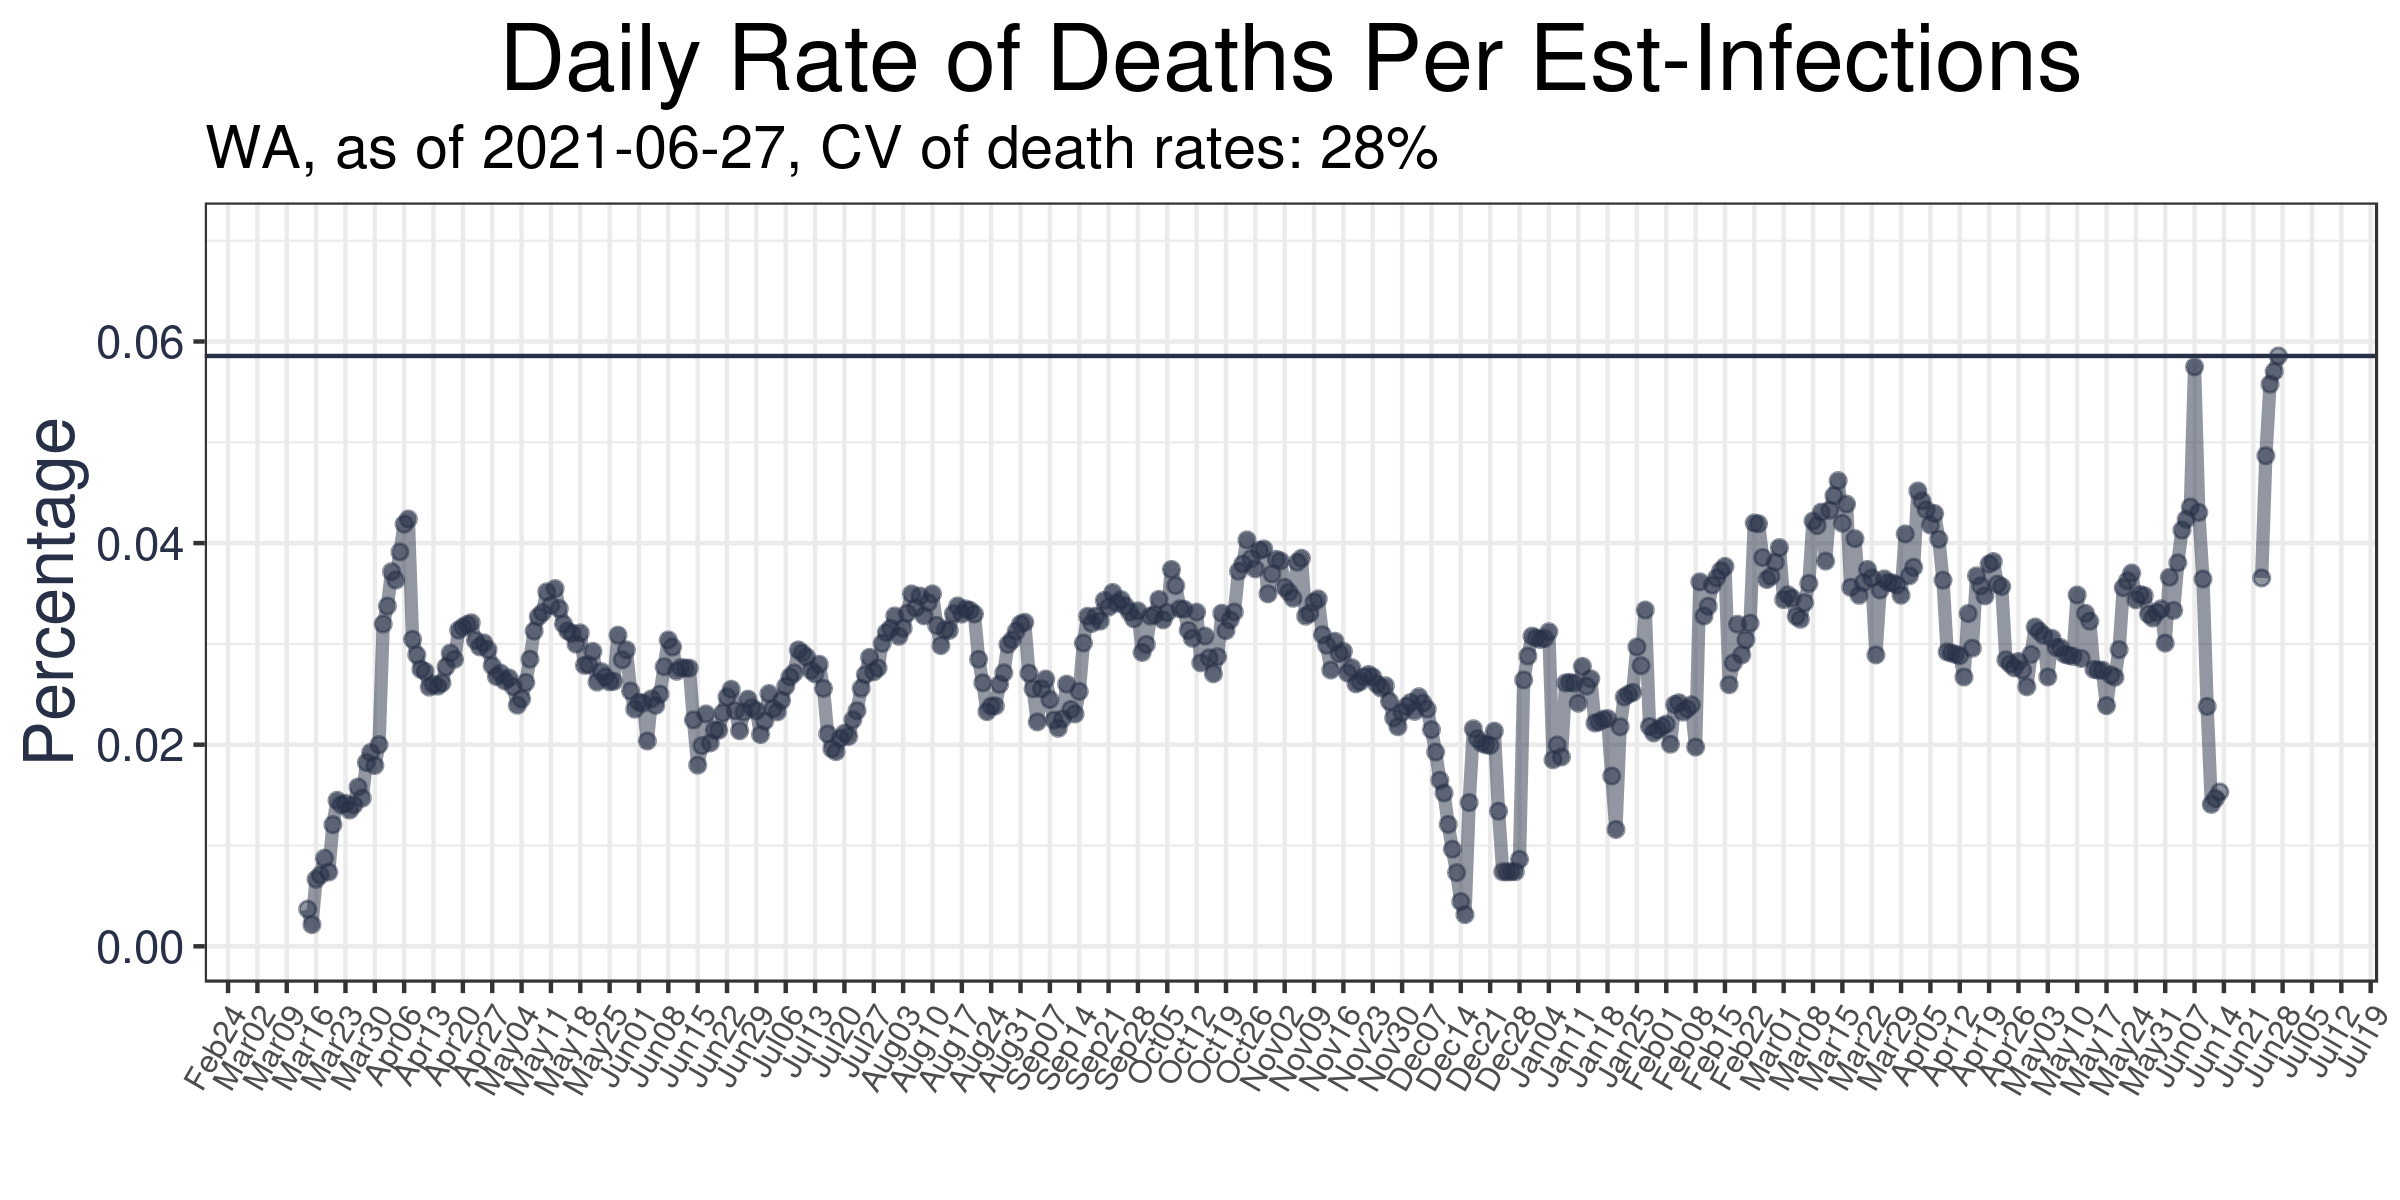 Daily Rate of Deaths Per Est-Infections
WA, as of 2021-06-27, CV of death rates: 28%
Percentage
0.06
0.04
0.02
0.00
Feb24
Mar02
Mar09
Mar16
Mar23
Mar30
Apr06
Apr13
Apr20
Apr27
May04
May11
May18
May25
Jun01
Jun08
Jun15
Jun22
Jun29
Jul06
Jul13
Jul20
Jul27
Aug03
Aug10
Aug17
Aug24
Aug31
Sep07
Sep14
Sep21
Sep28
Oct05
Oct12
Oct19
Oct26
Nov02
Nov09
Nov16
Nov23
Nov30
Dec07
Dec14
Dec21
Dec28
Jan04
Jan11
Jan18
Jan25
Feb01
Feb08
Feb15
Feb22
Mar01
Mar08
Mar15
Mar22
Mar29
Apr05
Apr12
Apr19
Apr26
May03
May10
May17
May24
May31
Jun07
Jun14
Jun21
Jun28
Jul05
Jul12
Jul19